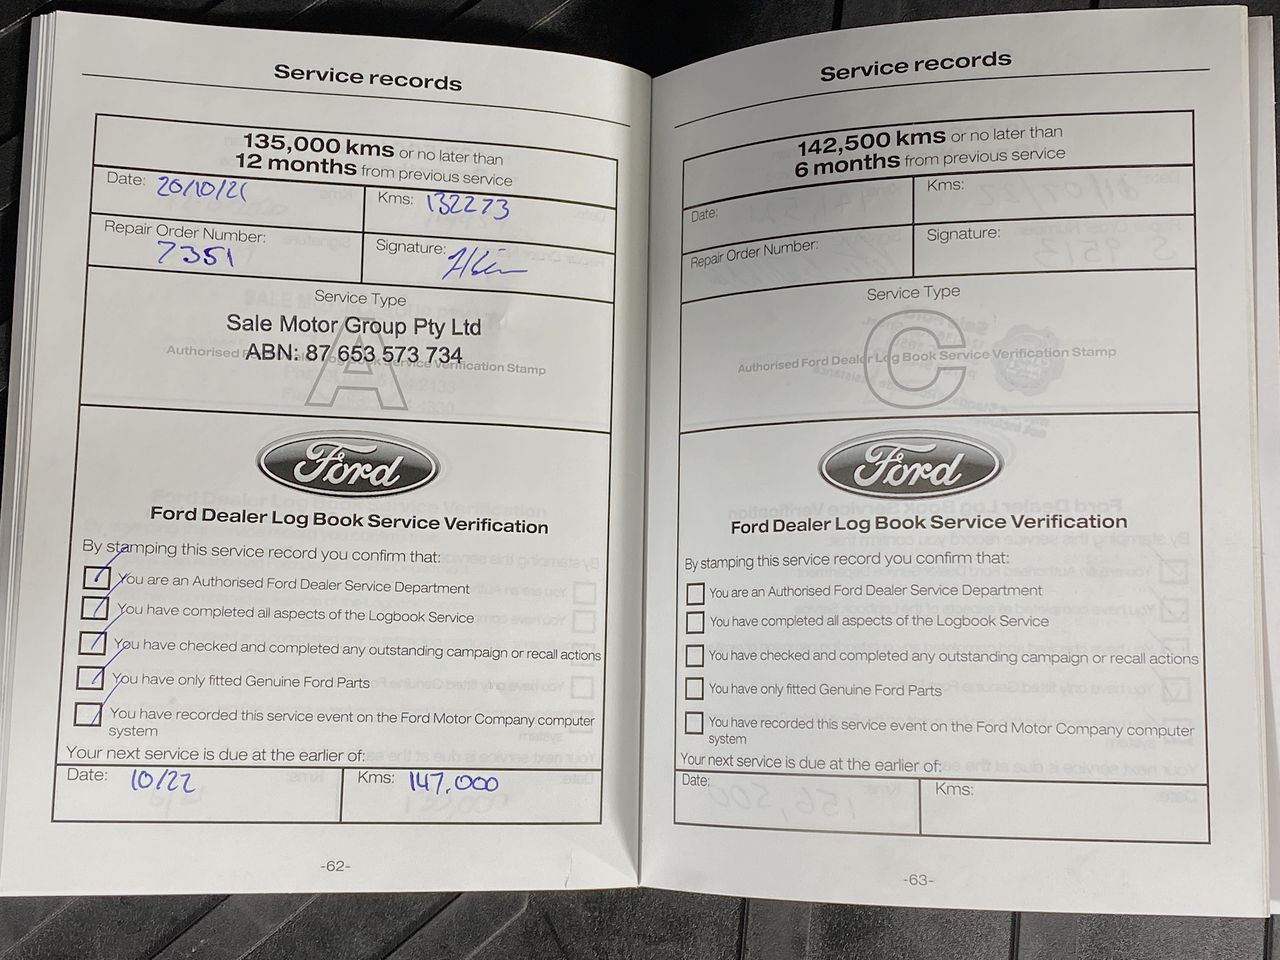 Service records
135,000 kms or no later than
12 months from previous service
Date: 20/10/21
Kms: 132273
Repair Order Number: 7351
Signature:
Service Type
A
Sale Motor Group Pty Ltd
ABN: 87 653 573 734
Authorised Ford Dealer Log Book Service Verification Stamp
Ford
Ford Dealer Log Book Service Verification
By stamping this service record you confirm that:
You are an Authorised Ford Dealer Service Department
You have completed all aspects of the Logbook Service
You have checked and completed any outstanding campaign or recall actions
You have only fitted Genuine Ford Parts
You have recorded this service event on the Ford Motor Company computer
system
Your next service is due at the earlier of:
Date: 10/22
Kms: 147,000
-62-
Service records
142,500 kms or no later than
6 months from previous service
Date:
Kms:
Repair Order Number:
Signature:
Service Type
C
Authorised Ford Dealer Log Book Service Verification Stamp
Ford
Ford Dealer Log Book Service Verification
By stamping this service record you confirm that:
You are an Authorised Ford Dealer Service Department
You have completed all aspects of the Logbook Service
You have checked and completed any outstanding campaign or recall actions
You have only fitted Genuine Ford Parts
You have recorded this service event on the Ford Motor Company computer
system
Your next service is due at the earlier of:
Date:
Kms:
-63-